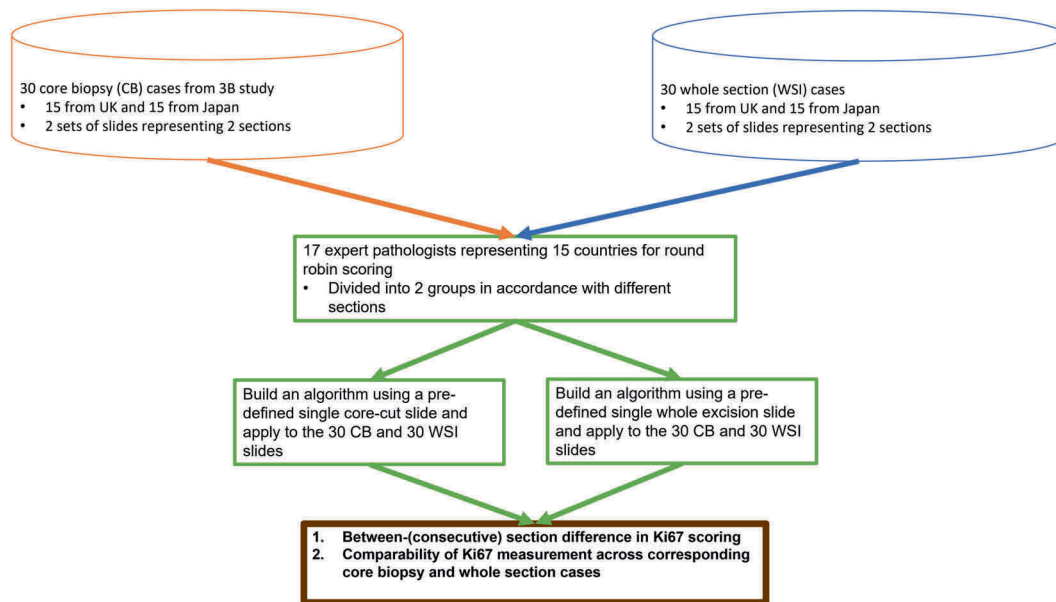 30 core biopsy (CB) cases from 3B study
• 15 from UK and 15 from Japan
• 2 sets of slides representing 2 sections
30 whole section (WSI) cases
• 15 from UK and 15 from Japan
• 2 sets of slides representing 2 sections
17 expert pathologists representing 15 countries for round
robin scoring
• Divided into 2 groups in accordance with different
sections
Build an algorithm using a pre-
defined single core-cut slide and
apply to the 30 CB and 30 WSI
slides
Build an algorithm using a pre-
defined single whole excision slide
and apply to the 30 CB and 30 WSI
slides
1. Between-(consecutive) section difference in Ki67 scoring
2. Comparability of Ki67 measurement across corresponding
core biopsy and whole section cases